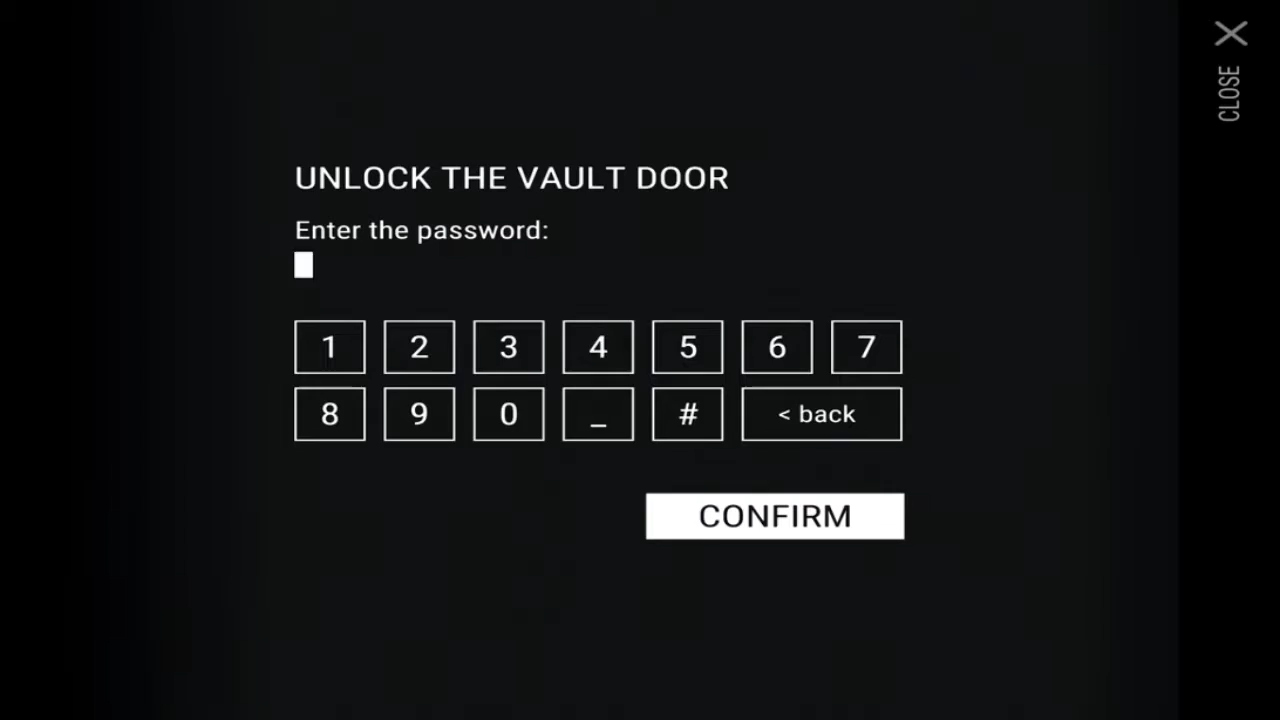 CLOSE
UNLOCK THE VAULT DOOR
Enter the password:
1 2 3 4 5 6 7
8 9 0 _ # < back
CONFIRM